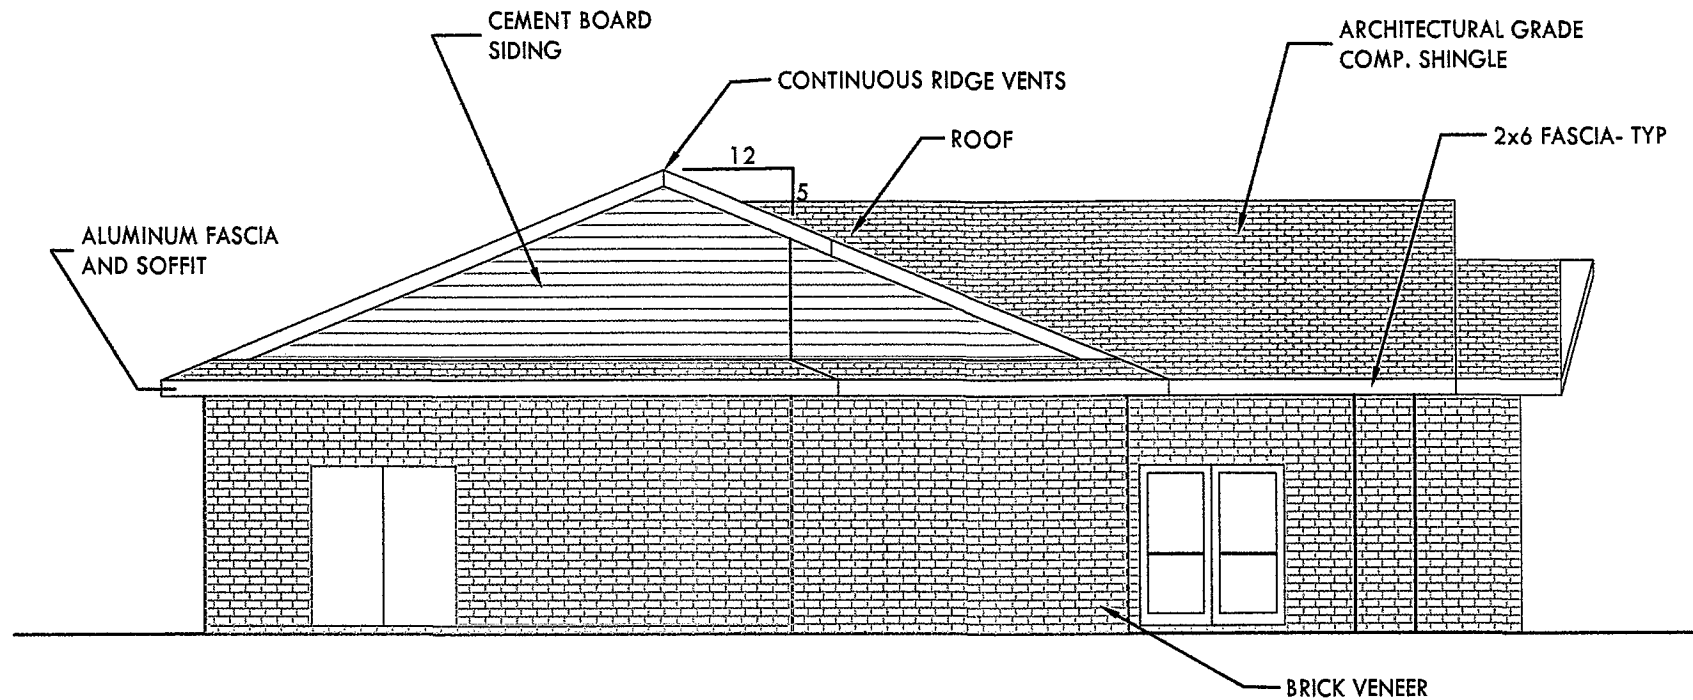 CEMENT BOARD
SIDING
ARCHITECTURAL GRADE
COMP. SHINGLE
CONTINUOUS RIDGE VENTS
ROOF
2x6 FASCIA- TYP
12
5
ALUMINUM FASCIA
AND SOFFIT
BRICK VENEER